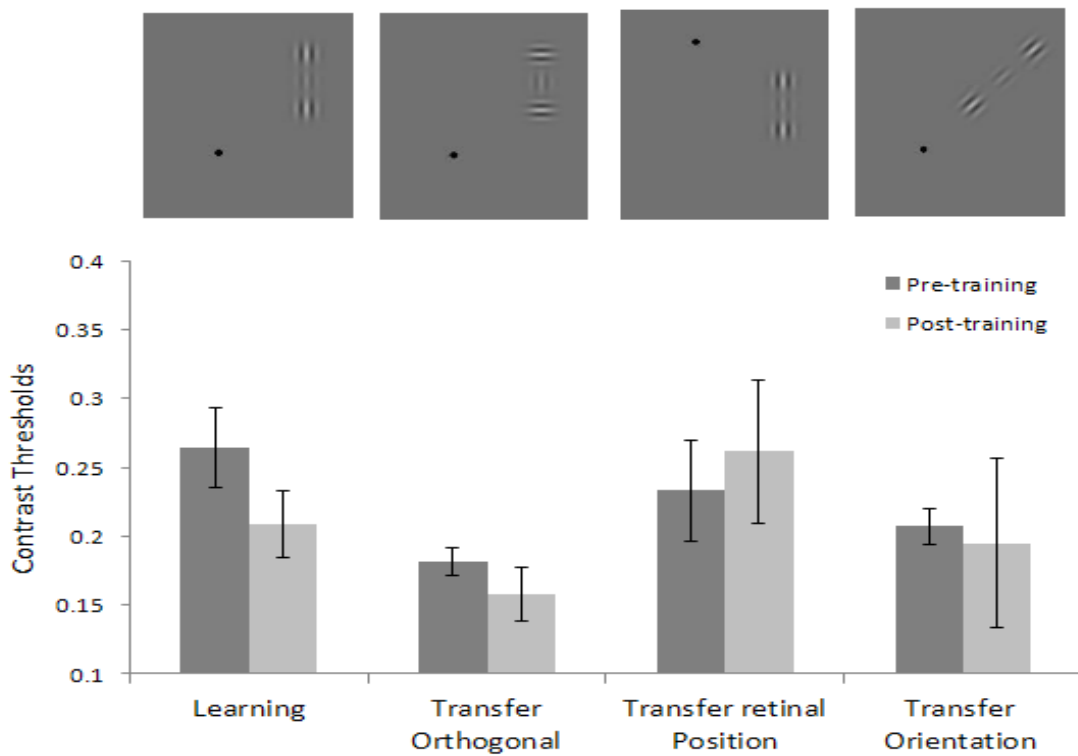 0.4
0.35
0.3
0.25
0.2
0.15
0.1
Contrast Thresholds
Pre-training
Post-training
Learning
Transfer
Orthogonal
Transfer retinal
Position
Transfer
Orientation